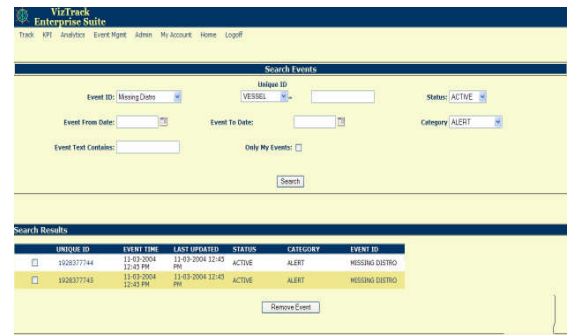 VizTrack
Enterprise Suite
Track KPI Analytics Event Mgmt Admin My Account Home Logoff
Search Events
Unique ID
Event ID: Missing Distro VESSEL = Status: ACTIVE
Event From Date: Event To Date: Category ALERT
Event Text Contains: Only My Events:
Search
Search Results
UNIQUE ID EVENT TIME LAST UPDATED STATUS CATEGORY EVENT ID
1928377744 11-03-2004 12:45 PM 11-03-2004 12:45 PM ACTIVE ALERT MISSING DISTRO
1928377745 11-03-2004 12:45 PM 11-03-2004 12:45 PM ACTIVE ALERT MISSING DISTRO
Remove Event